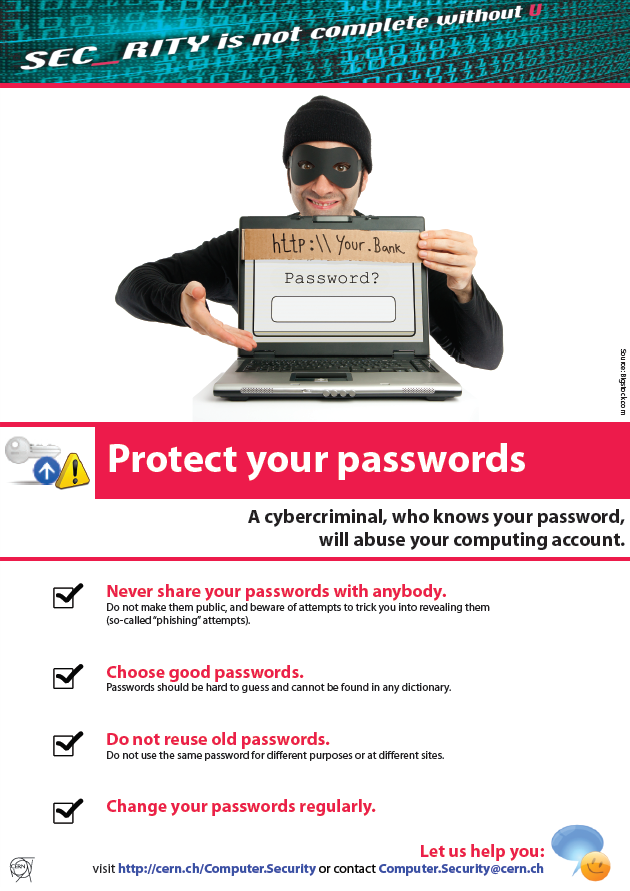 SEC_RITY is not complete without U
http:\\ Your.Bank
Password?
Source: Bigstock.com
Protect your passwords
A cybercriminal, who knows your password,
will abuse your computing account.
Never share your passwords with anybody.
Do not make them public, and beware of attempts to trick you into revealing them
(so-called “phishing” attempts).
Choose good passwords.
Passwords should be hard to guess and cannot be found in any dictionary.
Do not reuse old passwords.
Do not use the same password for different purposes or at different sites.
Change your passwords regularly.
Let us help you:
visit http://cern.ch/Computer.Security or contact Computer.Security@cern.ch
CERN